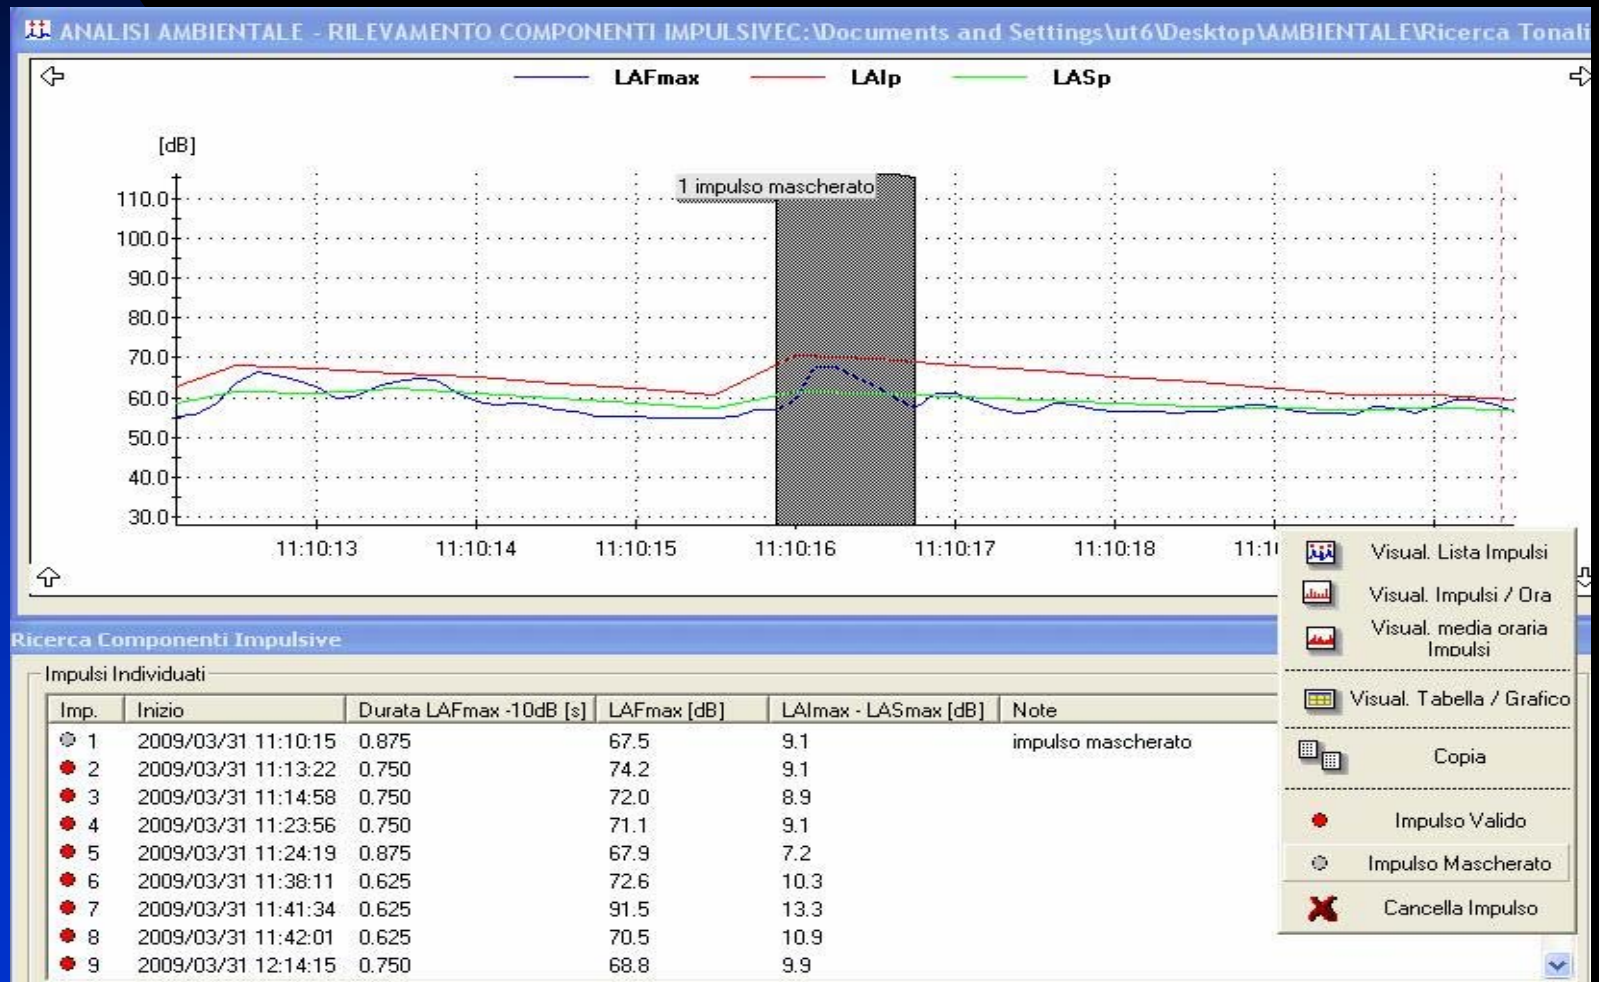 ANALISI AMBIENTALE - RILEVAMENTO COMPONENTI IMPULSIVEC:\Documents and Settings\ut6\Desktop\AMBIENTALE\Ricerca Tonali
LAFmax LAIp LASp
[dB]
1 impulso mascherato
110.0
100.0
90.0
80.0
70.0
60.0
50.0
40.0
30.0
11:10:13 11:10:14 11:10:15 11:10:16 11:10:17 11:10:18 11:1
Visual. Lista Impulsi
Visual. Impulsi / Ora
Visual. media oraria
Impulsi
Visual. Tabella / Grafico
Copia
Impulso Valido
Impulso Mascherato
Cancella Impulso
Ricerca Componenti Impulsive
Impulsi Individuati
Imp. Inizio Durata LAFmax -10dB [s] LAFmax [dB] LAImax - LASmax [dB] Note
1 2009/03/31 11:10:15 0.875 67.5 9.1 impulso mascherato
2 2009/03/31 11:13:22 0.750 74.2 9.1
3 2009/03/31 11:14:58 0.750 72.0 8.9
4 2009/03/31 11:23:56 0.750 71.1 9.1
5 2009/03/31 11:24:19 0.875 67.9 7.2
6 2009/03/31 11:38:11 0.625 72.6 10.3
7 2009/03/31 11:41:34 0.625 91.5 13.3
8 2009/03/31 11:42:01 0.625 70.5 10.9
9 2009/03/31 12:14:15 0.750 68.8 9.9